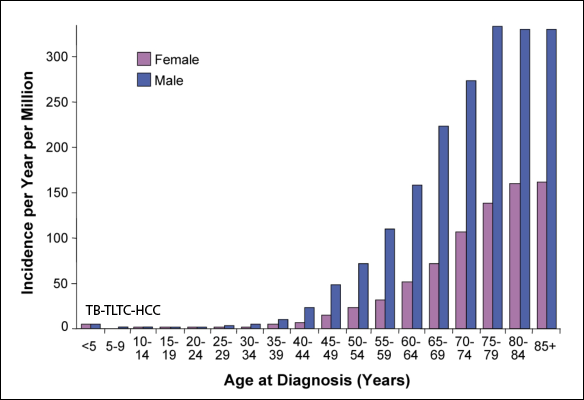 300
250
200
150
100
50
0
Incidence per Year per Million
Female
Male
TB-TLTC-HCC
<5 5-9 10-14 15-19 20-24 25-29 30-34 35-39 40-44 45-49 50-54 55-59 60-64 65-69 70-74 75-79 80-84 85+
Age at Diagnosis (Years)